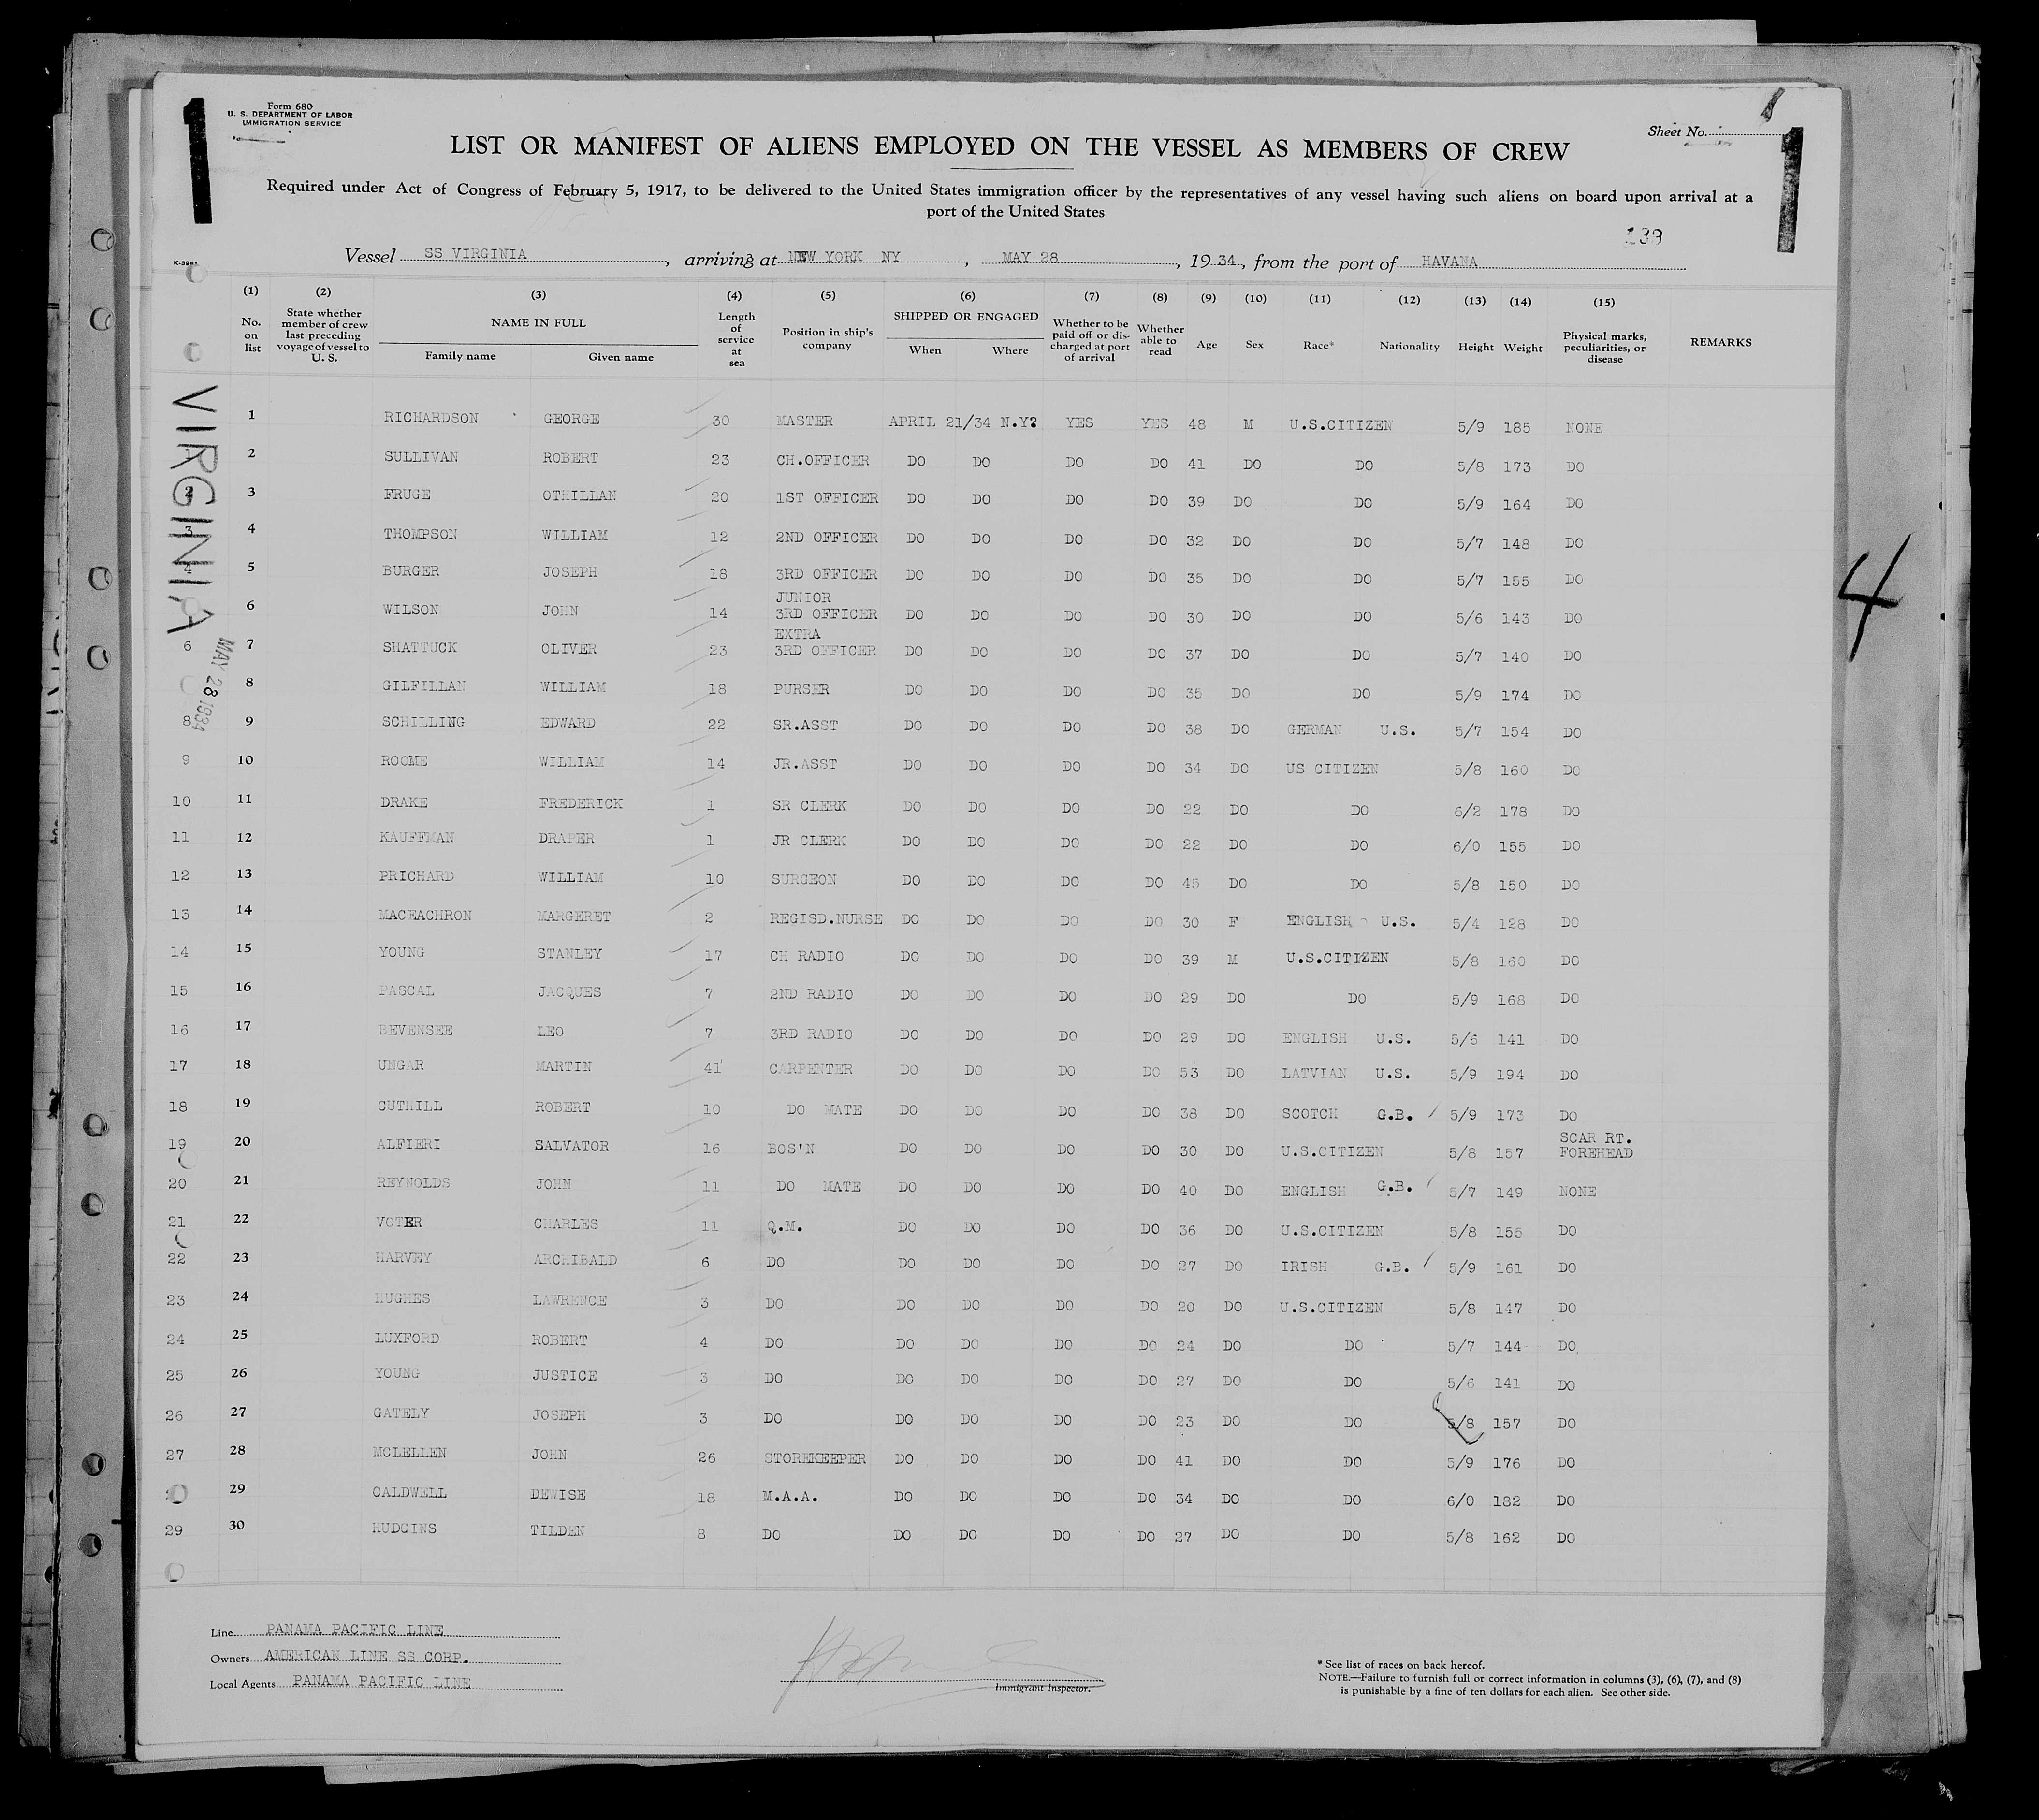 Form 680
U. S. DEPARTMENT OF LABOR
IMMIGRATION SERVICE
1
Sheet No. 1
LIST OR MANIFEST OF ALIENS EMPLOYED ON THE VESSEL AS MEMBERS OF CREW
Required under Act of Congress of February 5, 1917, to be delivered to the United States immigration officer by the representatives of any vessel having such aliens on board upon arrival at a
port of the United States
139
Vessel SS VIRGINIA, arriving at NEW YORK NY, MAY 28, 1934, from the port of HAVANA
(1) No. on list (2) State whether member of crew last preceding voyage of vessel to U. S. (3) NAME IN FULL Family name Given name (4) Length of service at sea (5) Position in ship's company (6) SHIPPED OR ENGAGED When Where (7) Whether to be paid off or discharged at port of arrival (8) Whether able to read (9) Age (10) Sex (11) Race* (12) Nationality (13) Height (14) Weight (15) Physical marks, peculiarities, or disease REMARKS
VIRGINIA
MAY 28 1934
1 RICHARDSON GEORGE 30 MASTER APRIL 21/34 N.Y? YES YES 48 M U.S.CITIZEN 5/9 185 NONE
2 SULLIVAN ROBERT 23 CH.OFFICER DO DO DO DO 41 DO DO 5/8 173 DO
2 3 FRUGE OTHILLAN 20 1ST OFFICER DO DO DO DO 39 DO DO 5/9 164 DO
3 4 THOMPSON WILLIAM 12 2ND OFFICER DO DO DO DO 32 DO DO 5/7 148 DO
4 5 BURGER JOSEPH 18 3RD OFFICER DO DO DO DO 35 DO DO 5/7 155 DO
6 WILSON JOHN 14 JUNIOR 3RD OFFICER DO DO DO DO 30 DO DO 5/6 143 DO
6 7 SHATTUCK OLIVER 23 EXTRA 3RD OFFICER DO DO DO DO 37 DO DO 5/7 140 DO
8 GILFILLAN WILLIAM 18 PURSER DO DO DO DO 35 DO DO 5/9 174 DO
8 9 SCHILLING EDWARD 22 SR.ASST DO DO DO DO 38 DO GERMAN U.S. 5/7 154 DO
9 10 ROOME WILLIAM 14 JR.ASST DO DO DO DO 34 DO US CITIZEN 5/8 160 DO
10 11 DRAKE FREDERICK 1 SR CLERK DO DO DO DO 22 DO DO 6/2 178 DO
11 12 KAUFFMAN DRAPER 1 JR CLERK DO DO DO DO 22 DO DO 6/0 155 DO
12 13 PRICHARD WILLIAM 10 SURGEON DO DO DO DO 45 DO DO 5/8 150 DO
13 14 MACEACHRON MARGERET 2 REGISD.NURSE DO DO DO DO 30 F ENGLISH U.S. 5/4 128 DO
14 15 YOUNG STANLEY 17 CH RADIO DO DO DO DO 39 M U.S.CITIZEN 5/8 160 DO
15 16 PASCAL JACQUES 7 2ND RADIO DO DO DO DO 29 DO DO 5/9 168 DO
16 17 BEVENSEE LEO 7 3RD RADIO DO DO DO DO 29 DO ENGLISH U.S. 5/6 141 DO
17 18 UNGAR MARTIN 41 CARPENTER DO DO DO DO 53 DO LATVIAN U.S. 5/9 194 DO
18 19 CUTHILL ROBERT 10 DO MATE DO DO DO DO 38 DO SCOTCH G.B. 5/9 173 DO
19 20 ALFIERI SALVATOR 16 BOS'N DO DO DO DO 30 DO U.S.CITIZEN 5/8 157 SCAR RT. FOREHEAD
20 21 REYNOLDS JOHN 11 DO MATE DO DO DO DO 40 DO ENGLISH G.B. 5/7 149 NONE
21 22 VOTER CHARLES 11 Q.M. DO DO DO DO 36 DO U.S.CITIZEN 5/8 155 DO
22 23 HARVEY ARCHIBALD 6 DO DO DO DO DO 27 DO IRISH G.B. 5/9 161 DO
23 24 HUGHES LAWRENCE 3 DO DO DO DO DO 20 DO U.S.CITIZEN 5/8 147 DO
24 25 LUXFORD ROBERT 4 DO DO DO DO DO 24 DO DO 5/7 144 DO
25 26 YOUNG JUSTICE 3 DO DO DO DO DO 27 DO DO 5/6 141 DO
26 27 GATELY JOSEPH 3 DO DO DO DO DO 23 DO DO 5/8 157 DO
27 28 MCLELLEN JOHN 26 STOREKEEPER DO DO DO DO 41 DO DO 5/9 176 DO
29 CALDWELL DEWISE 18 M.A.A. DO DO DO DO 34 DO DO 6/0 182 DO
29 30 HUDGINS TILDEN 8 DO DO DO DO DO 27 DO DO 5/8 162 DO
4
Line PANAMA PACIFIC LINE
Owners AMERICAN LINE SS CORP.
Local Agents PANAMA PACIFIC LINE
Immigrant Inspector.
* See list of races on back hereof.
NOTE.—Failure to furnish full or correct information in columns (3), (6), (7), and (8)
is punishable by a fine of ten dollars for each alien. See other side.